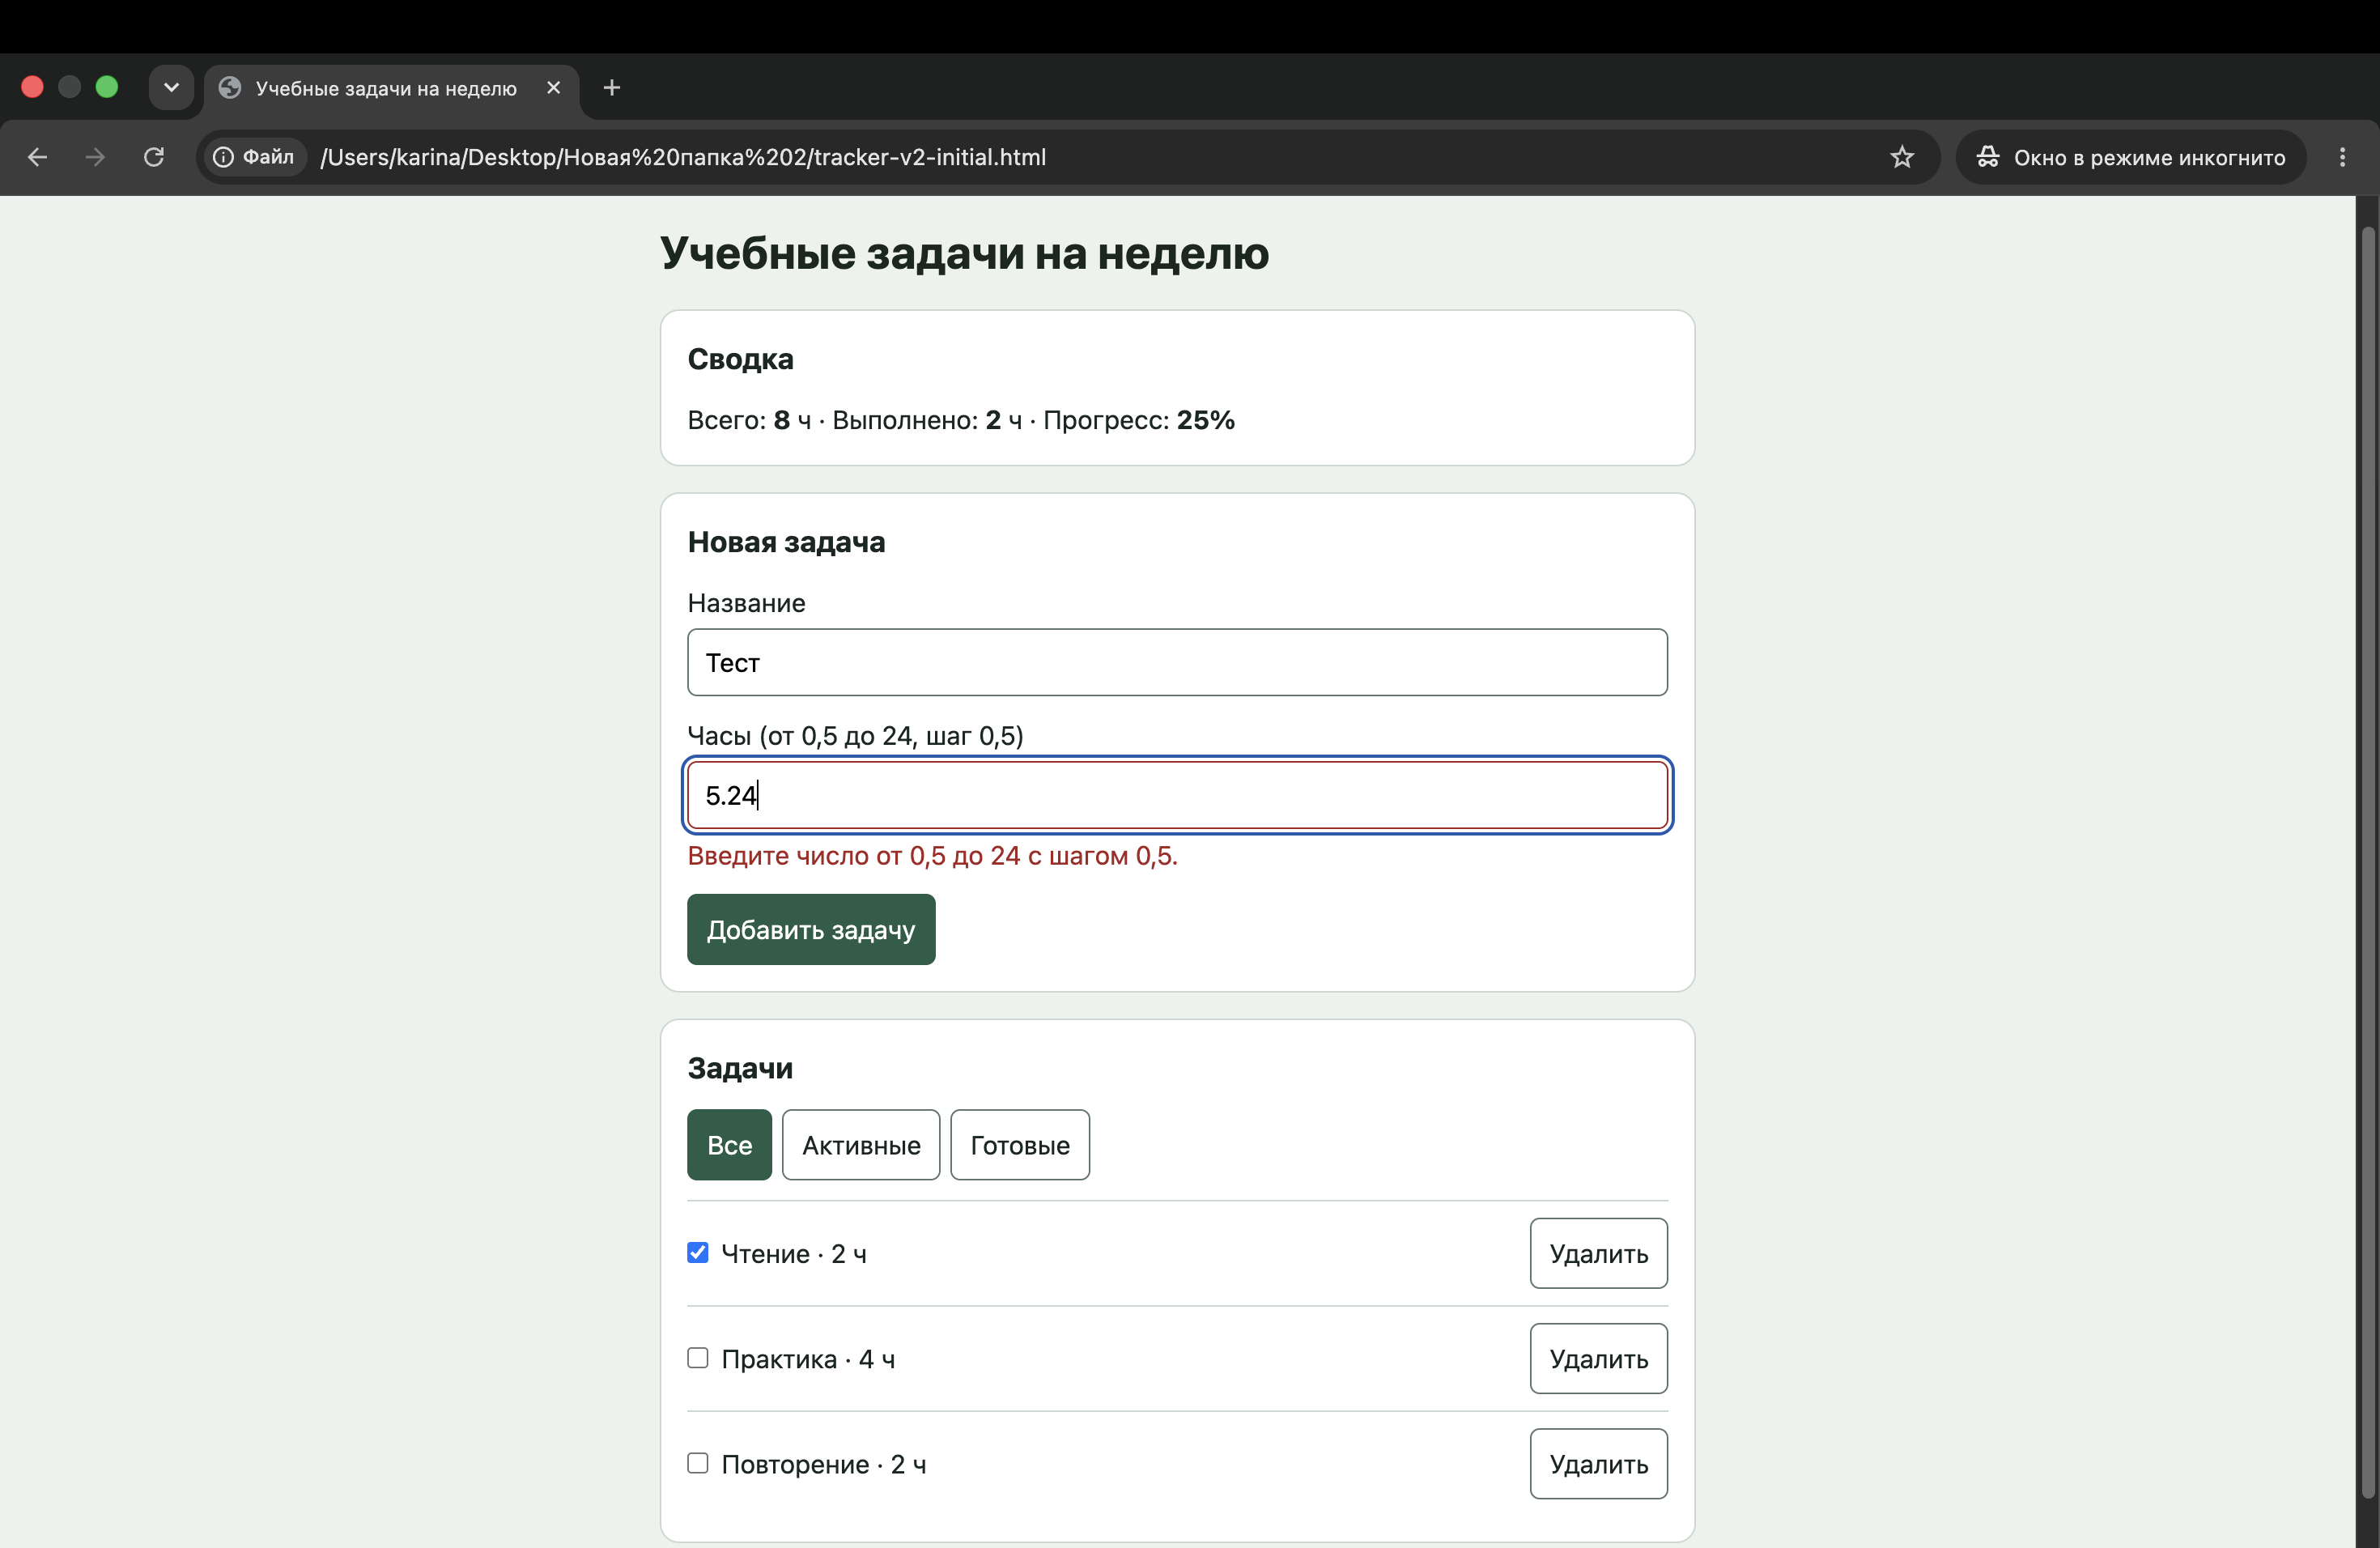 Учебные задачи на неделю
Файл /Users/karina/Desktop/Новая%20папка%202/tracker-v2-initial.html Окно в режиме инкогнито
Учебные задачи на неделю
Сводка
Всего: 8 ч · Выполнено: 2 ч · Прогресс: 25%
Новая задача
Название
Тест
Часы (от 0,5 до 24, шаг 0,5)
5.24
Введите число от 0,5 до 24 с шагом 0,5.
Добавить задачу
Задачи
Все Активные Готовые
Чтение · 2 ч Удалить
Практика · 4 ч Удалить
Повторение · 2 ч Удалить